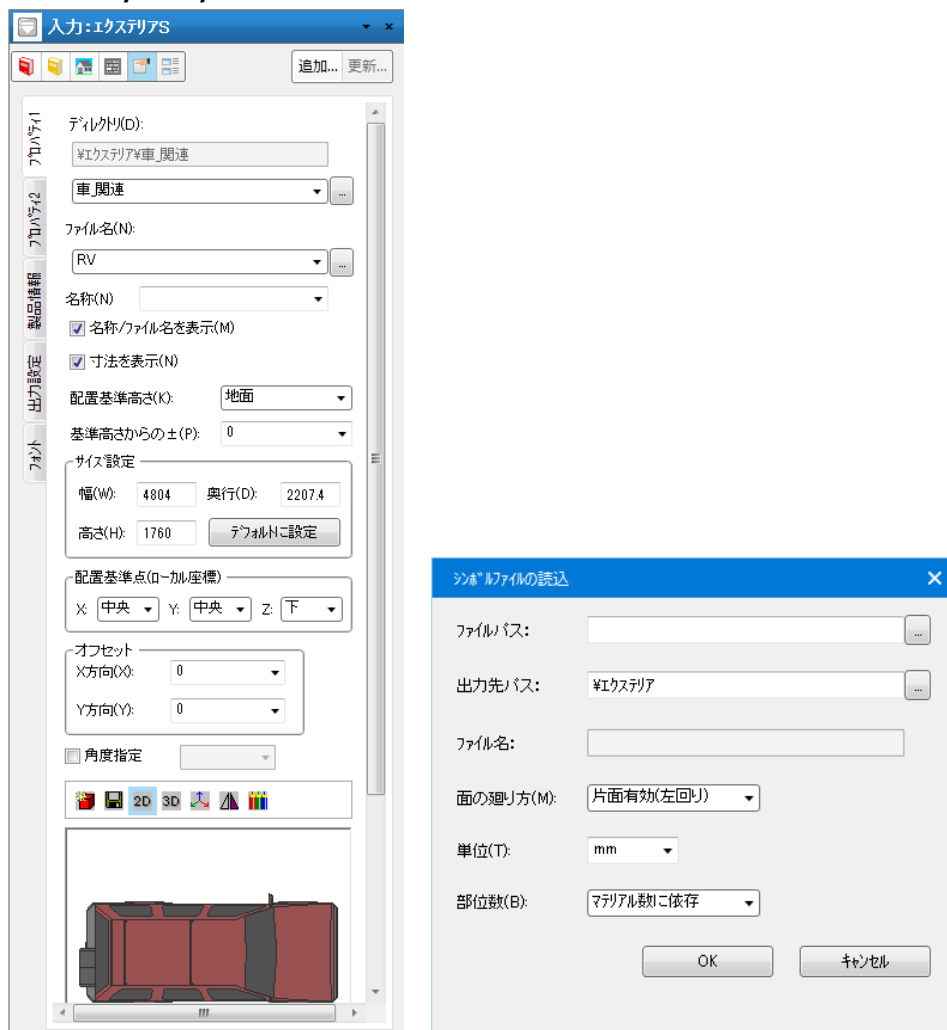 入力:ｴｸｽﾃﾘｱS
追加... 更新...
ﾌﾟﾛﾊﾟﾃｨ1
ﾌﾟﾛﾊﾟﾃｨ2
製品情報
出力設定
ﾌｫﾝﾄ
ﾃﾞｨﾚｸﾄﾘ(D):
¥ｴｸｽﾃﾘｱ¥車_関連
車_関連
...
ﾌｧｲﾙ名(N):
RV
...
名称(N)
名称/ﾌｧｲﾙ名を表示(M)
寸法を表示(N)
配置基準高さ(K): 地面
基準高さからの±(P): 0
ｻｲｽﾞ設定
幅(W): 4804 奥行(D): 2207.4
高さ(H): 1760 ﾃﾞﾌｫﾙﾄに設定
配置基準点(ﾛｰｶﾙ座標)
X: 中央 Y: 中央 Z: 下
オフセット
X方向(X): 0
Y方向(Y): 0
角度指定
2D 3D
ｼﾝﾎﾞﾙﾌｧｲﾙの読込
ﾌｧｲﾙﾊﾟｽ:
...
出力先ﾊﾟｽ: ¥ｴｸｽﾃﾘｱ
...
ﾌｧｲﾙ名:
面の廻り方(M): 片面有効(左回り)
単位(T): mm
部位数(B): ﾏﾃﾘｱﾙ数に依存
OK ｷｬﾝｾﾙ